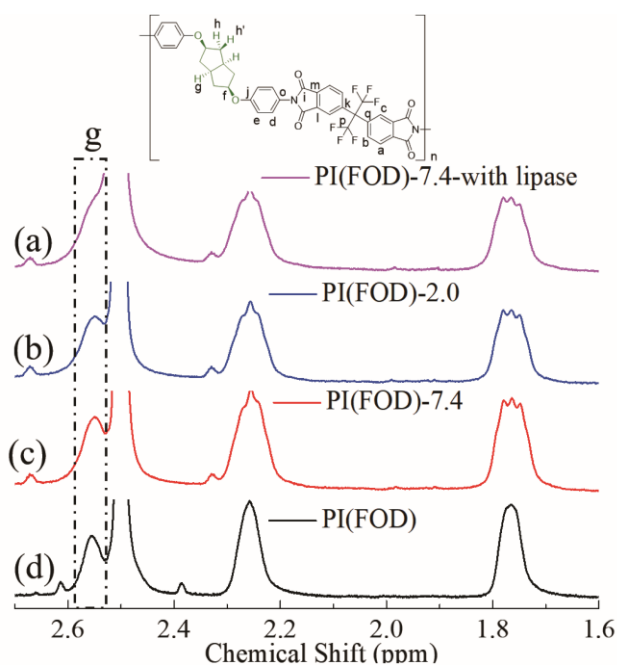 h
h'
O
H H
H
H
g
H
f
O
j
o
e
d
O
i
N
m
l
O
k
F F
F
F
F
p
F
q
c
b
a
O
N
O
n
g
PI(FOD)-7.4-with lipase
(a)
PI(FOD)-2.0
(b)
PI(FOD)-7.4
(c)
PI(FOD)
(d)
2.6 2.4 2.2 2.0 1.8 1.6
Chemical Shift (ppm)